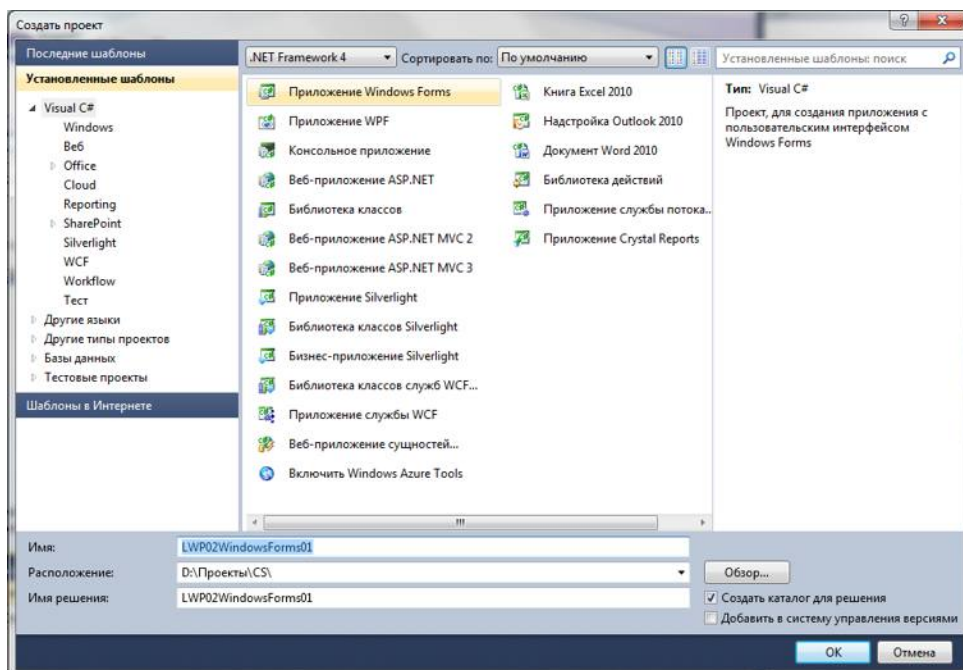 Создать проект
Последние шаблоны
Установленные шаблоны
Visual C#
Windows
Веб
Office
Cloud
Reporting
SharePoint
Silverlight
WCF
Workflow
Тест
Другие языки
Другие типы проектов
Базы данных
Тестовые проекты
Шаблоны в Интернете
.NET Framework 4
Сортировать по:
По умолчанию
Приложение Windows Forms
Приложение WPF
Консольное приложение
Веб-приложение ASP.NET
Библиотека классов
Веб-приложение ASP.NET MVC 2
Веб-приложение ASP.NET MVC 3
Приложение Silverlight
Библиотека классов Silverlight
Бизнес-приложение Silverlight
Библиотека классов служб WCF...
Приложение службы WCF
Веб-приложение сущностей...
Включить Windows Azure Tools
Книга Excel 2010
Надстройка Outlook 2010
Документ Word 2010
Библиотека действий
Приложение службы потока...
Приложение Crystal Reports
Установленные шаблоны: поиск
Тип: Visual C#
Проект, для создания приложения с
пользовательским интерфейсом
Windows Forms
Имя:
LWP02WindowsForms01
Расположение:
D:\Проекты\CS\
Обзор...
Имя решения:
LWP02WindowsForms01
Создать каталог для решения
Добавить в систему управления версиями
OK
Отмена